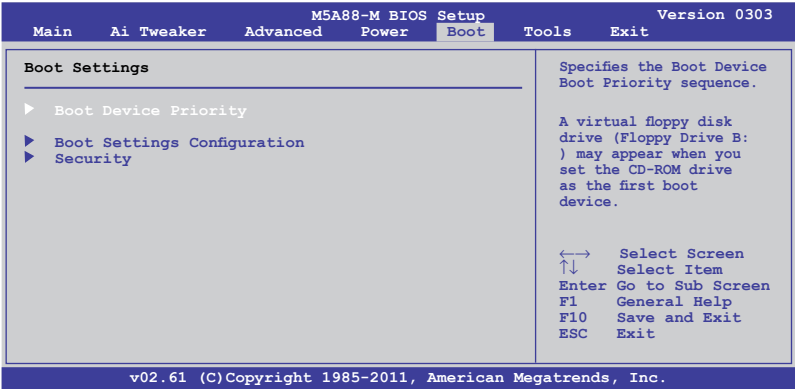 M5A88-M BIOS Setup Version 0303
Main Ai Tweaker Advanced Power Boot Tools Exit
Boot Settings
Boot Device Priority
Boot Settings Configuration
Security
Specifies the Boot Device
Boot Priority sequence.
A virtual floppy disk
drive (Floppy Drive B:
) may appear when you
set the CD-ROM drive
as the first boot
device.
←→ Select Screen
↑↓ Select Item
Enter Go to Sub Screen
F1 General Help
F10 Save and Exit
ESC Exit
v02.61 (C)Copyright 1985-2011, American Megatrends, Inc.